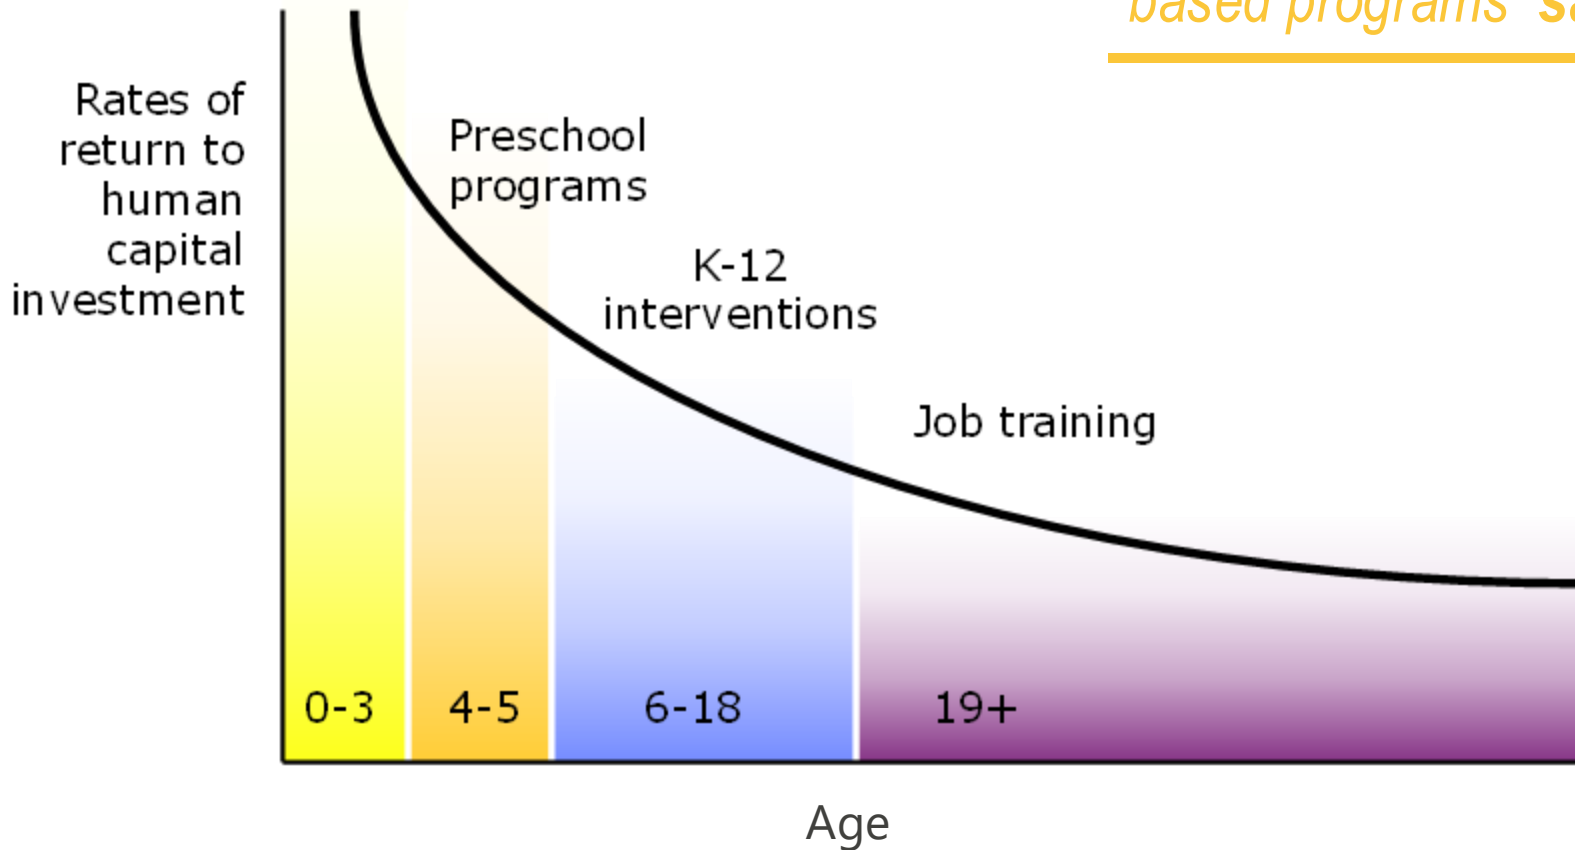 based programs
Rates of
return to
human
capital
investment
Preschool
programs
K-12
interventions
Job training
0-3
4-5
6-18
19+
Age